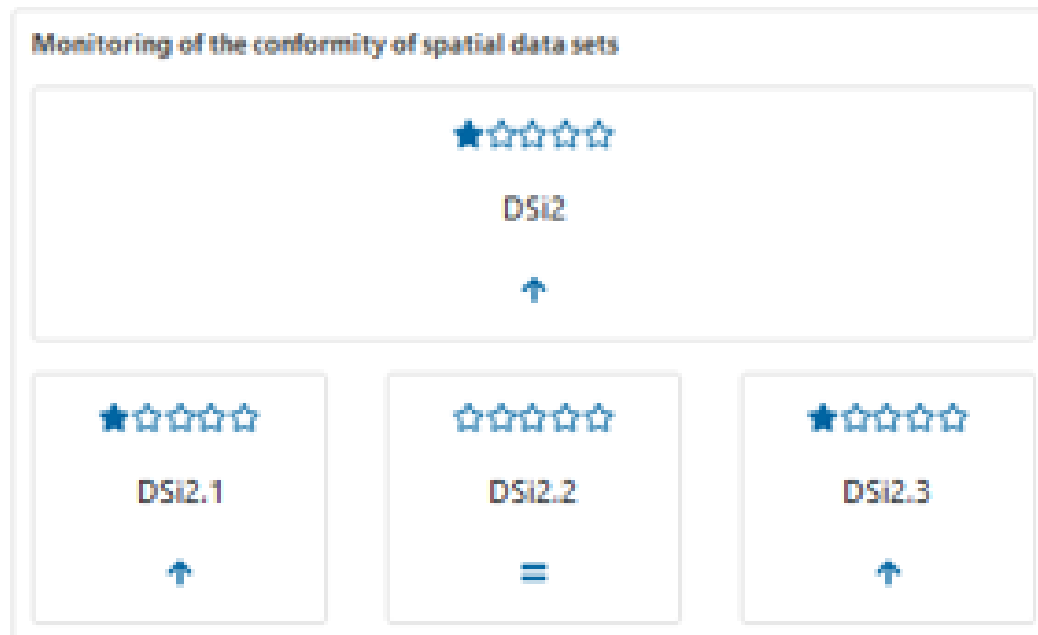 Monitoring of the conformity of spatial data sets
DSi2
DSi2.1 DSi2.2 DSi2.3
=